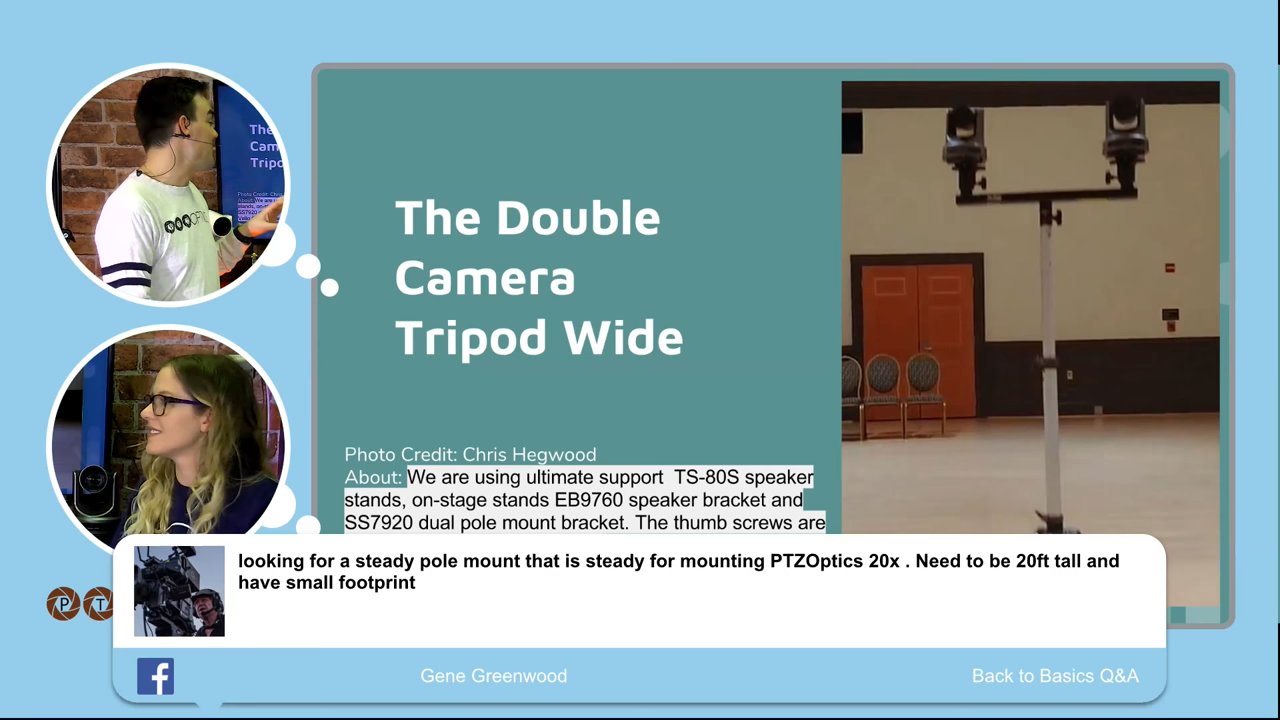 The
Cam
Tripo
The Double
Camera
Tripod Wide
Photo Credit: Chris Hegwood
About: We are using ultimate support  TS-80S speaker
stands, on-stage stands EB9760 speaker bracket and
SS7920 dual pole mount bracket. The thumb screws are
looking for a steady pole mount that is steady for mounting PTZOptics 20x . Need to be 20ft tall and
have small footprint
P T
Gene Greenwood
Back to Basics Q&A